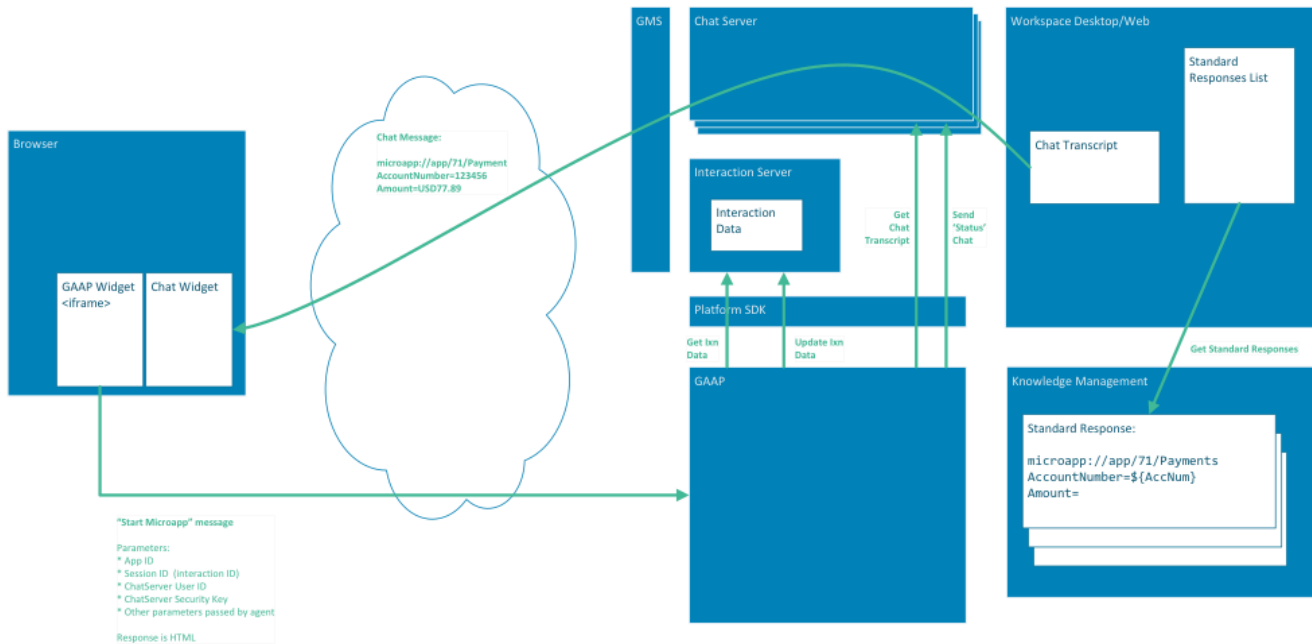 GMS
Chat Server
Workspace Desktop/Web
Standard
Responses List
Chat Transcript
Browser
Chat Message:
microapp://app/71/Payment
AccountNumber=123456
Amount=USD77.89
Interaction Server
Interaction
Data
Get
Chat
Transcript
Send
'Status'
Chat
GAAP Widget
<iframe>
Chat Widget
Platform SDK
Get Ixn
Data
Update Ixn
Data
Get Standard Responses
GAAP
Knowledge Management
Standard Response:
microapp://app/71/Payments
AccountNumber=${AccNum}
Amount=
"Start Microapp" message
Parameters:
* App ID
* Session ID (interaction ID)
* ChatServer User ID
* ChatServer Security Key
* Other parameters passed by agent
Response is HTML